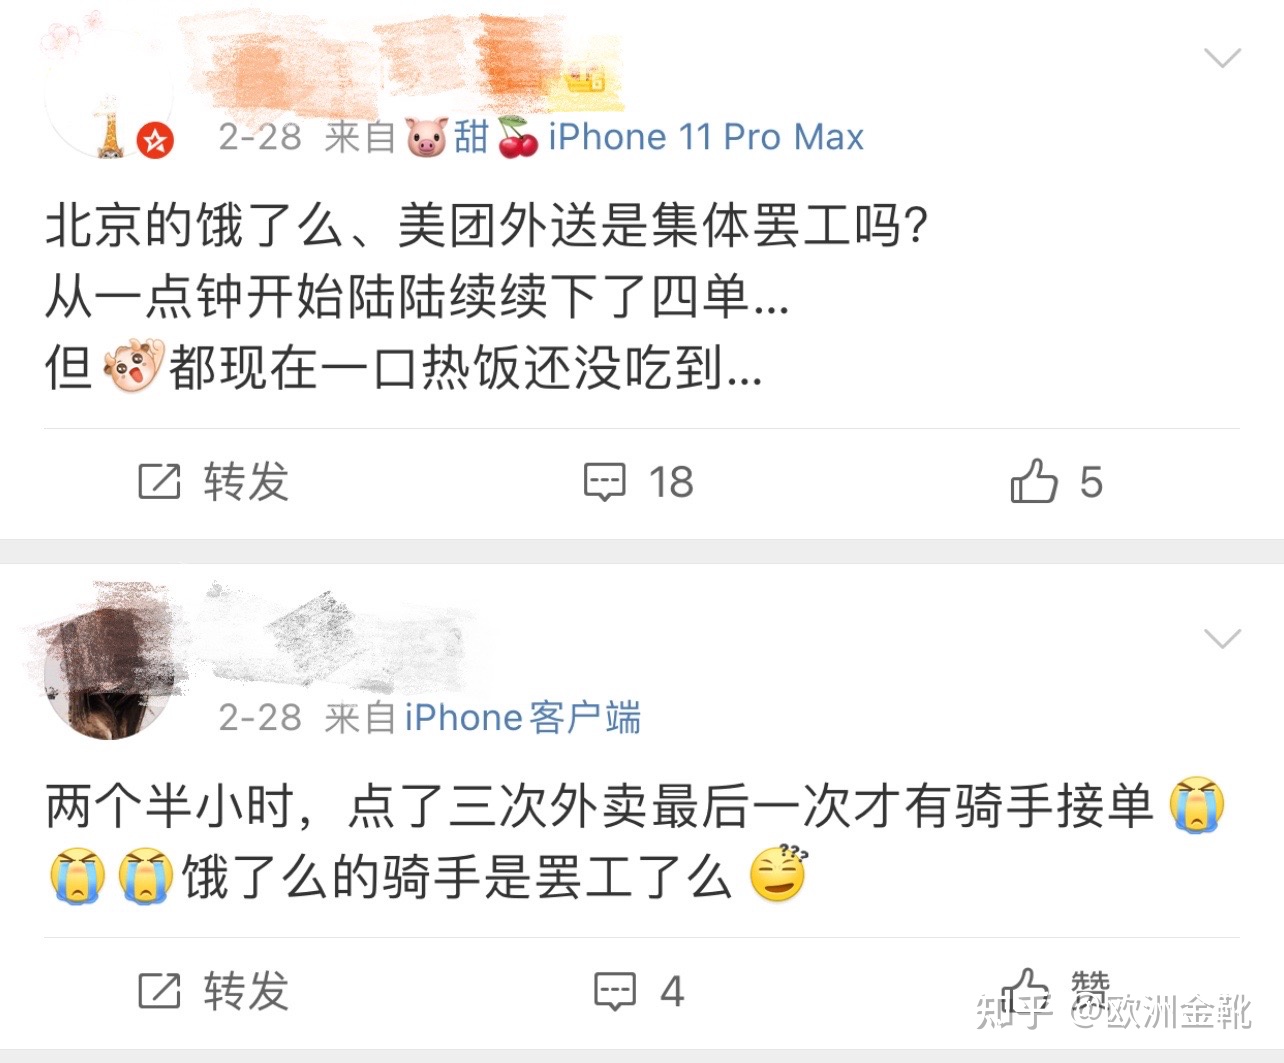 2-28 来自🐷甜🍒iPhone 11 Pro Max
北京的饿了么、美团外送是集体罢工吗?
从一点钟开始陆陆续续下了四单...
但都现在一口热饭还没吃到...
转发 18 5
2-28 来自iPhone客户端
两个半小时，点了三次外卖最后一次才有骑手接单😭
😭😭饿了么的骑手是罢工了么
转发 4 赞
知乎 @欧洲金靴